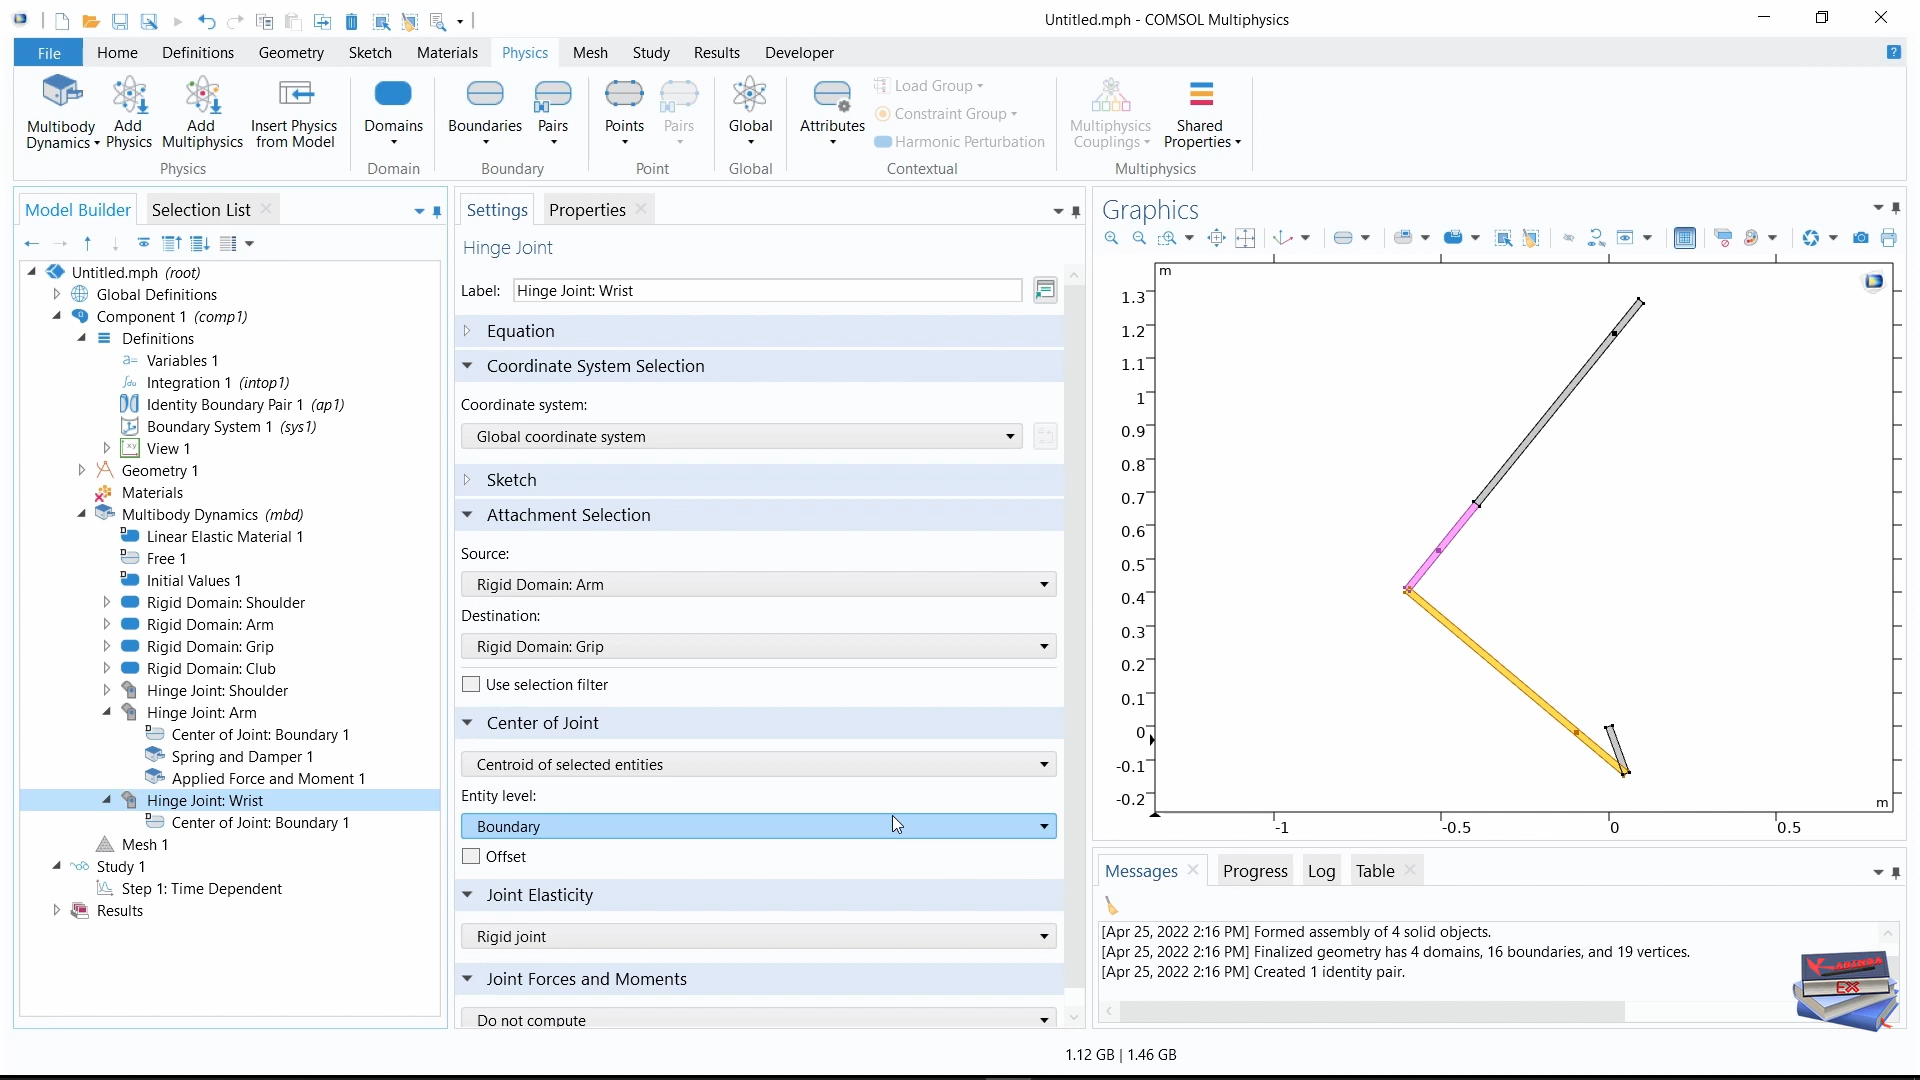 Untitled.mph - COMSOL Multiphysics
File Home Definitions Geometry Sketch Materials Physics Mesh Study Results Developer
Multibody Dynamics
Add Physics
Add Multiphysics
Insert Physics from Model
Domains
Boundaries
Pairs
Points
Pairs
Global
Attributes
Load Group
Constraint Group
Harmonic Perturbation
Multiphysics Couplings
Shared Properties
Physics Domain Boundary Point Global Contextual Multiphysics
Model Builder
Selection List
Untitled.mph (root)
Global Definitions
Component 1 (comp1)
Definitions
Variables 1
Integration 1 (intop1)
Identity Boundary Pair 1 (ap1)
Boundary System 1 (sys1)
View 1
Geometry 1
Materials
Multibody Dynamics (mbd)
Linear Elastic Material 1
Free 1
Initial Values 1
Rigid Domain: Shoulder
Rigid Domain: Arm
Rigid Domain: Grip
Rigid Domain: Club
Hinge Joint: Shoulder
Hinge Joint: Arm
Center of Joint: Boundary 1
Spring and Damper 1
Applied Force and Moment 1
Hinge Joint: Wrist
Center of Joint: Boundary 1
Mesh 1
Study 1
Step 1: Time Dependent
Results
Settings
Properties
Hinge Joint
Label: Hinge Joint: Wrist
Equation
Coordinate System Selection
Coordinate system:
Global coordinate system
Sketch
Attachment Selection
Source:
Rigid Domain: Arm
Destination:
Rigid Domain: Grip
Use selection filter
Center of Joint
Centroid of selected entities
Entity level:
Boundary
Offset
Joint Elasticity
Rigid joint
Joint Forces and Moments
Do not compute
Graphics
m
1.3
1.2
1.1
1
0.9
0.8
0.7
0.6
0.5
0.4
0.3
0.2
0.1
0
-0.1
-0.2
m
-1 -0.5 0 0.5
Messages Progress Log Table
[Apr 25, 2022 2:16 PM] Formed assembly of 4 solid objects.
[Apr 25, 2022 2:16 PM] Finalized geometry has 4 domains, 16 boundaries, and 19 vertices.
[Apr 25, 2022 2:16 PM] Created 1 identity pair.
EX
1.12 GB | 1.46 GB